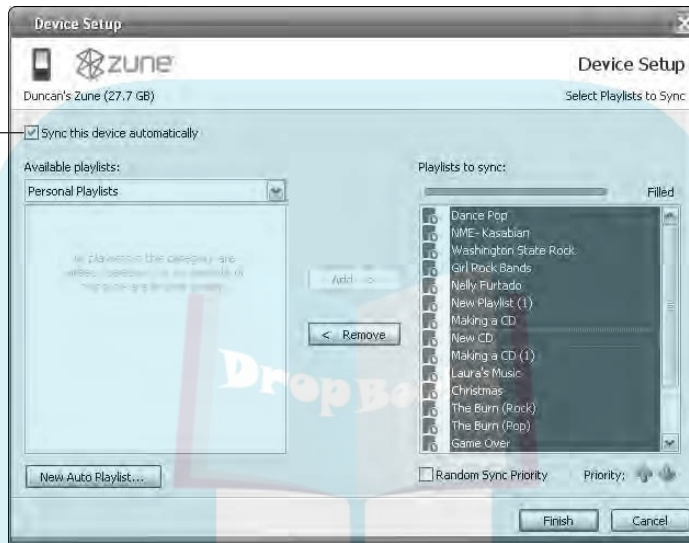 Device Setup
zune
Device Setup
Duncan's Zune (27.7 GB)
Select Playlists to Sync
Sync this device automatically
Available playlists:
Personal Playlists
Playlists to sync:
Filled
Add
< Remove
Dance Pop
NME- Kasabian
Washington State Rock
Girl Rock Bands
Nelly Furtado
New Playlist (1)
Making a CD
New CD
Making a CD (1)
Laura's Music
Christmas
The Burn (Rock)
The Burn (Pop)
Game Over
New Auto Playlist...
Random Sync Priority
Priority:
Finish
Cancel